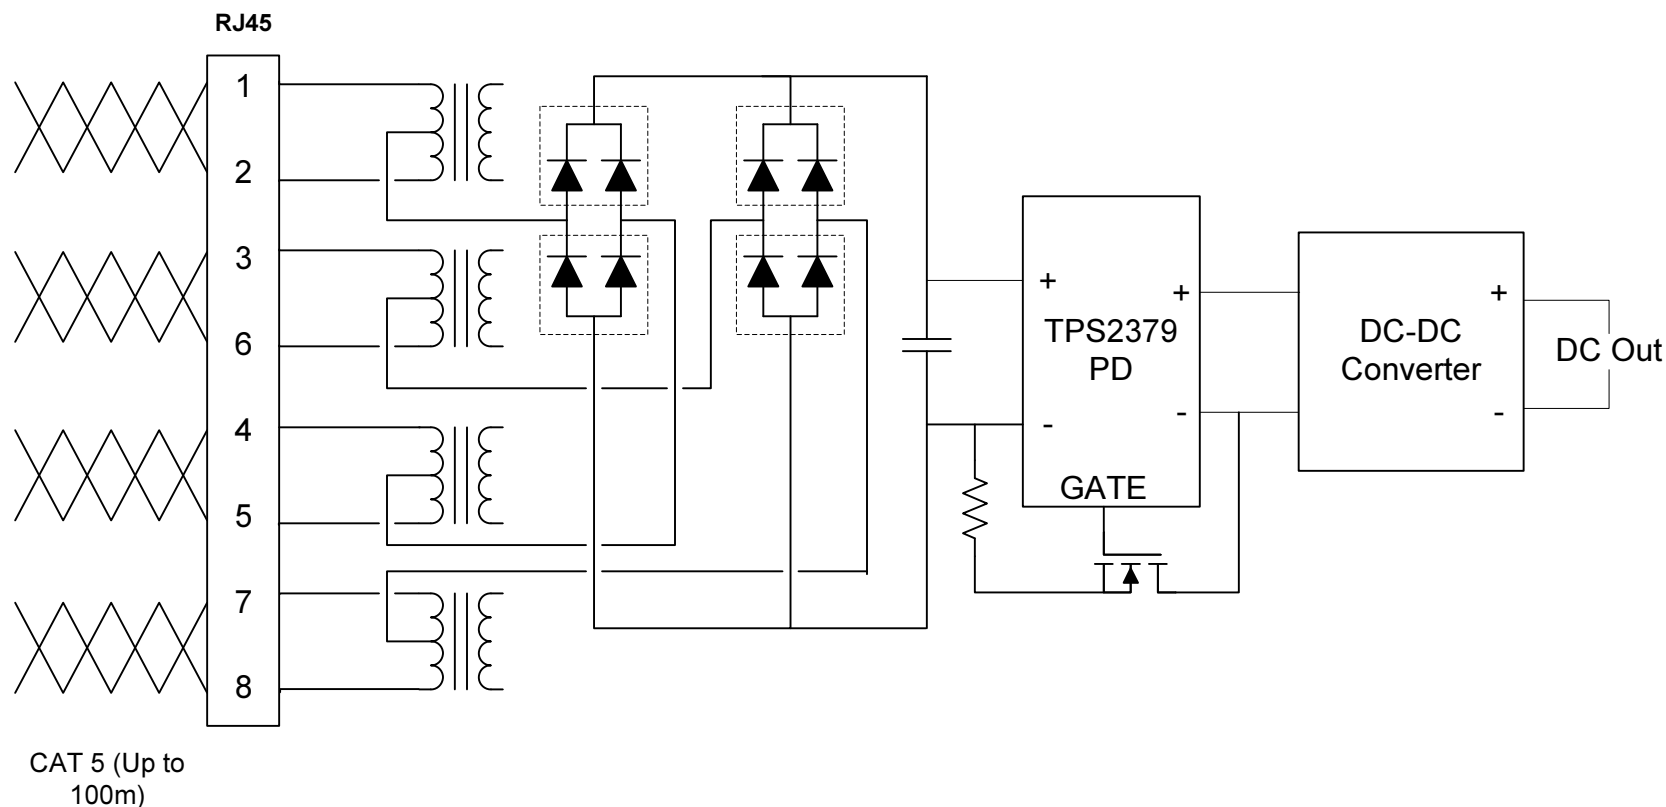 RJ45
1
2
3
6
4
5
7
8
CAT 5 (Up to
100m)
+
-
TPS2379
PD
+
-
GATE
DC-DC
Converter
+
-
DC Out